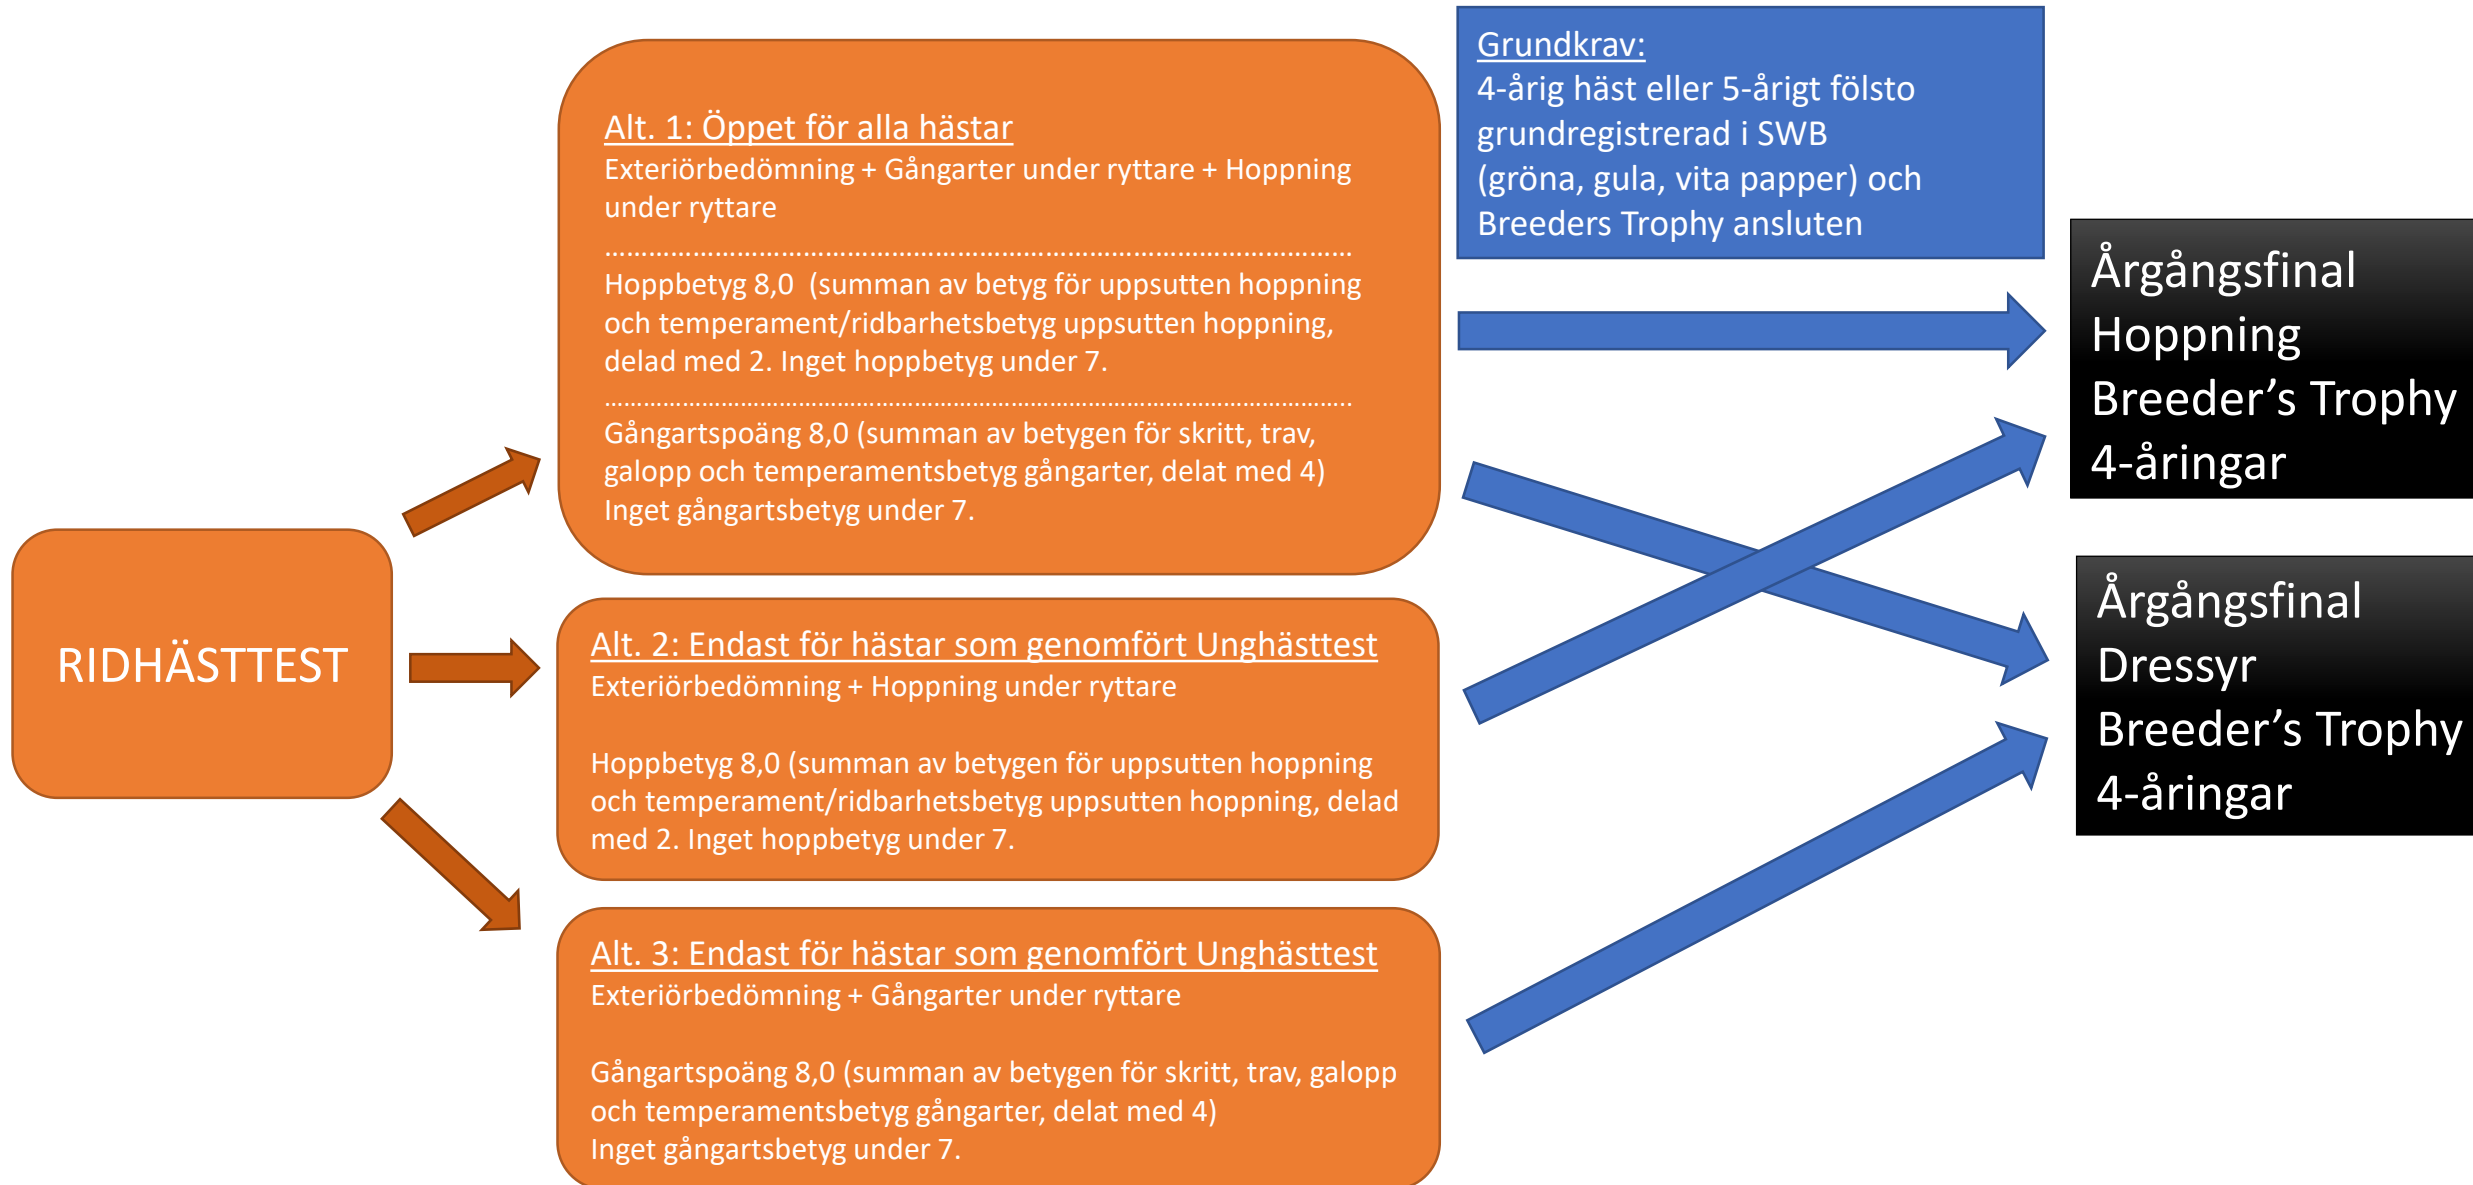 RIDHÄSTTEST
Alt. 1: Öppet för alla hästar
Exteriörbedömning + Gångarter under ryttare + Hoppning
under ryttare
……………………………………………………………………………………………
Hoppbetyg 8,0  (summan av betyg för uppsutten hoppning
och temperament/ridbarhetsbetyg uppsutten hoppning,
delad med 2. Inget hoppbetyg under 7.
…………………………………………………………………………………………………..
Gångartspoäng 8,0 (summan av betygen för skritt, trav,
galopp och temperamentsbetyg gångarter, delat med 4)
Inget gångartsbetyg under 7.
Alt. 2: Endast för hästar som genomfört Unghästtest
Exteriörbedömning + Hoppning under ryttare
Hoppbetyg 8,0 (summan av betygen för uppsutten hoppning
och temperament/ridbarhetsbetyg uppsutten hoppning, delad
med 2. Inget hoppbetyg under 7.
Alt. 3: Endast för hästar som genomfört Unghästtest
Exteriörbedömning + Gångarter under ryttare
Gångartspoäng 8,0 (summan av betygen för skritt, trav, galopp
och temperamentsbetyg gångarter, delat med 4)
Inget gångartsbetyg under 7.
Grundkrav:
4-årig häst eller 5-årigt fölsto
grundregistrerad i SWB
(gröna, gula, vita papper) och
Breeders Trophy ansluten
Årgångsfinal
Hoppning
Breeder’s Trophy
4-åringar
Årgångsfinal
Dressyr
Breeder’s Trophy
4-åringar